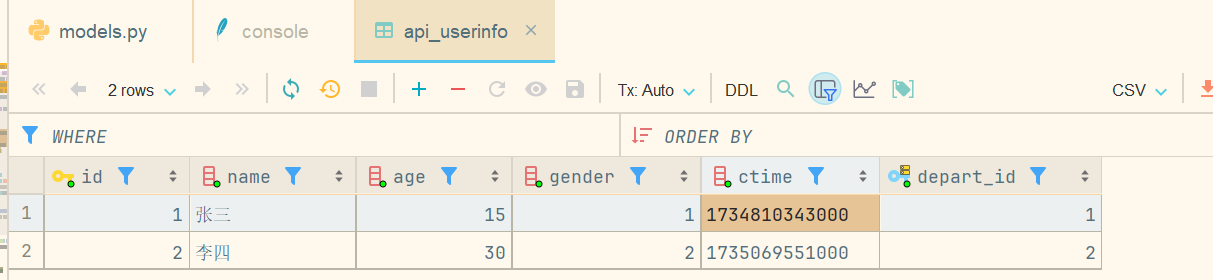 models.py console api_userinfo
2 rows Tx: Auto DDL CSV
WHERE ORDER BY
id name age gender ctime depart_id
1 1 张三 15 1 1734810343000 1
2 2 李四 30 2 1735069551000 2